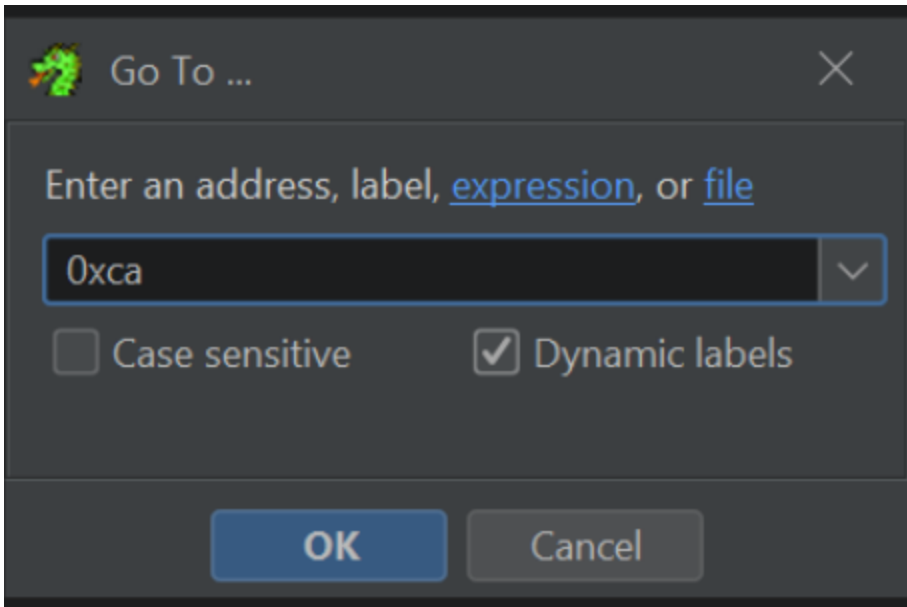 Go To ...
Enter an address, label, expression, or file
0xca
Case sensitive Dynamic labels
OK Cancel